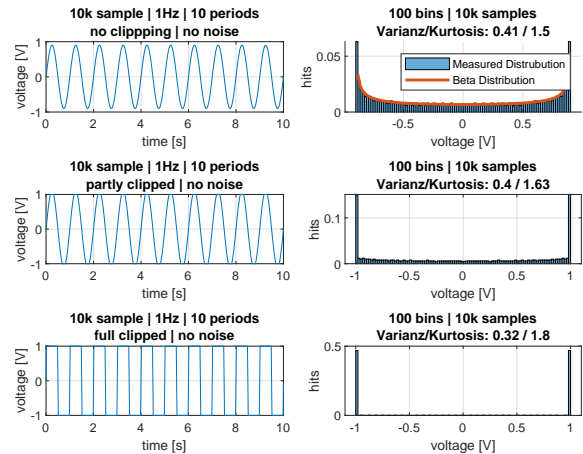 10k sample | 1Hz | 10 periods
no clippping | no noise
voltage [V]
1
0
-1
0 2 4 6 8 10
time [s]
100 bins | 10k samples
Varianz/Kurtosis: 0.41 / 1.5
hits
0.05
0
Measured Distrubution
Beta Distribution
-0.5 0 0.5
voltage [V]
10k sample | 1Hz | 10 periods
partly clipped | no noise
voltage [V]
1
0
-1
0 2 4 6 8 10
time [s]
100 bins | 10k samples
Varianz/Kurtosis: 0.4 / 1.63
hits
0.1
0
-1 -0.5 0 0.5 1
voltage [V]
10k sample | 1Hz | 10 periods
full clipped | no noise
voltage [V]
1
0
-1
0 2 4 6 8 10
time [s]
100 bins | 10k samples
Varianz/Kurtosis: 0.32 / 1.8
hits
0.5
0
-1 -0.5 0 0.5 1
voltage [V]